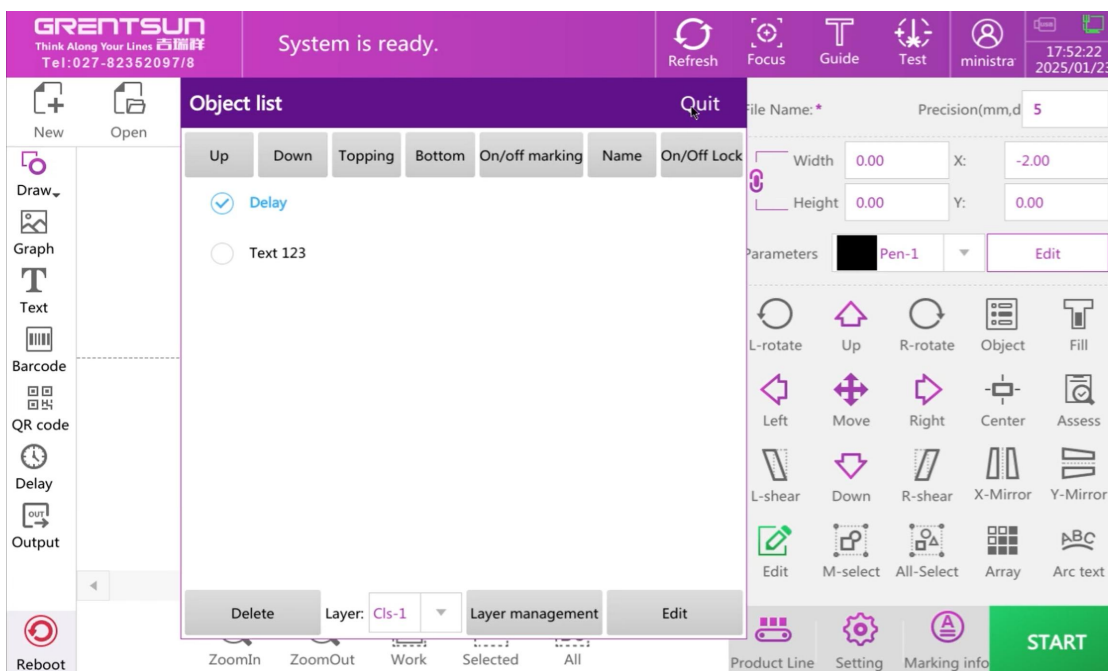 GRENTSUN
Think Along Your Lines 吉瑞祥
Tel:027-82352097/8
System is ready.
Refresh
Focus
Guide
Test
ministra
17:52:22
2025/01/23
New
Open
Object list
Quit
File Name: *
Precision(mm,d
5
Up
Down
Topping
Bottom
On/off marking
Name
On/Off Lock
Width
0.00
X:
-2.00
Height
0.00
Y:
0.00
Draw
Delay
Graph
Text 123
Parameters
Pen-1
Edit
Text
Barcode
QR code
Delay
OUT
Output
L-rotate
Up
R-rotate
Object
Fill
Left
Move
Right
Center
Assess
L-shear
Down
R-shear
X-Mirror
Y-Mirror
Edit
M-select
All-Select
Array
ABC
Arc text
Delete
Layer:
Cls-1
Layer management
Edit
Reboot
ZoomIn
ZoomOut
Work
Selected
All
Product Line
Setting
A
Marking info
START